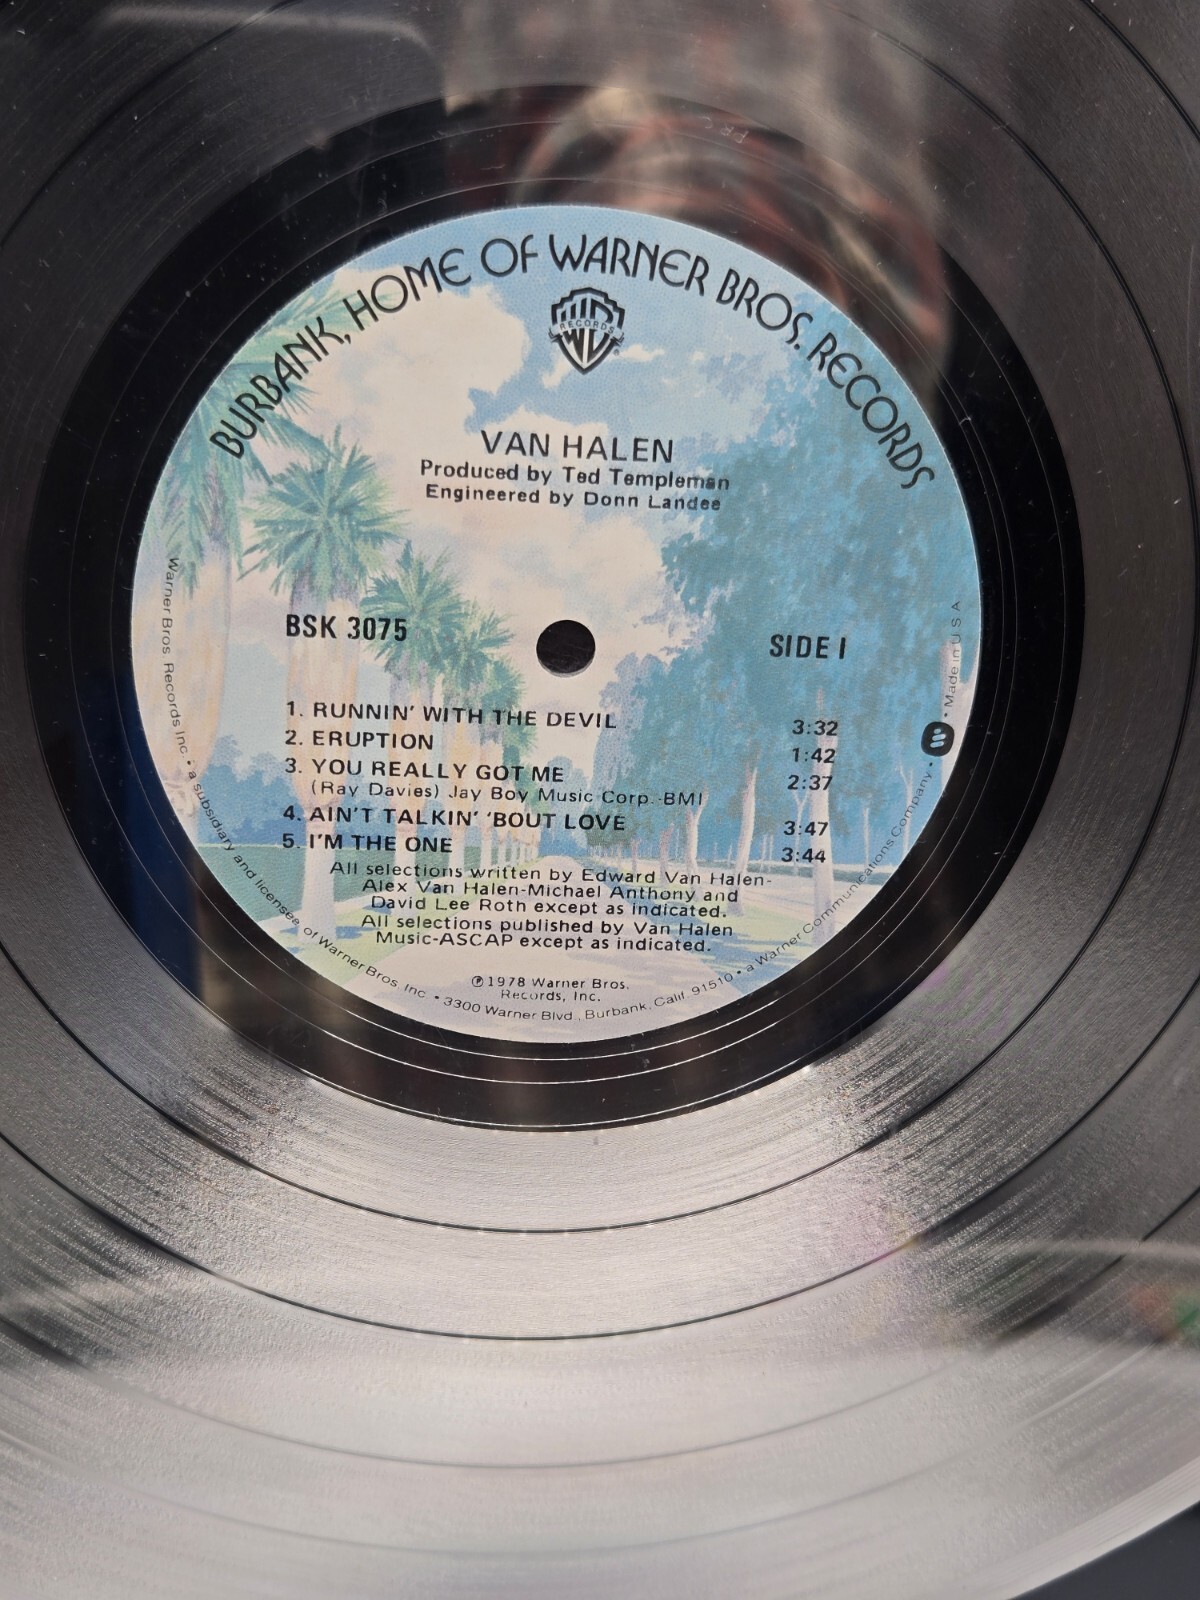 BURBANK, HOME OF WARNER BROS. RECORDS
W
RECORDS
VAN HALEN
Produced by Ted Templeman
Engineered by Donn Landee
BSK 3075
SIDE I
1. RUNNIN' WITH THE DEVIL 3:32
2. ERUPTION 1:42
3. YOU REALLY GOT ME 2:37
(Ray Davies) Jay Boy Music Corp.-BMI
4. AIN'T TALKIN' 'BOUT LOVE 3:47
5. I'M THE ONE 3:44
All selections written by Edward Van Halen-
Alex Van Halen-Michael Anthony and
David Lee Roth except as indicated.
All selections published by Van Halen
Music-ASCAP except as indicated.
℗ 1978 Warner Bros.
Records, Inc.
Warner Bros. Records Inc. • a subsidiary and licensee of Warner Bros. Inc. • 3300 Warner Blvd., Burbank, Calif. 91510 • a Warner Communications Company • Made in U S A